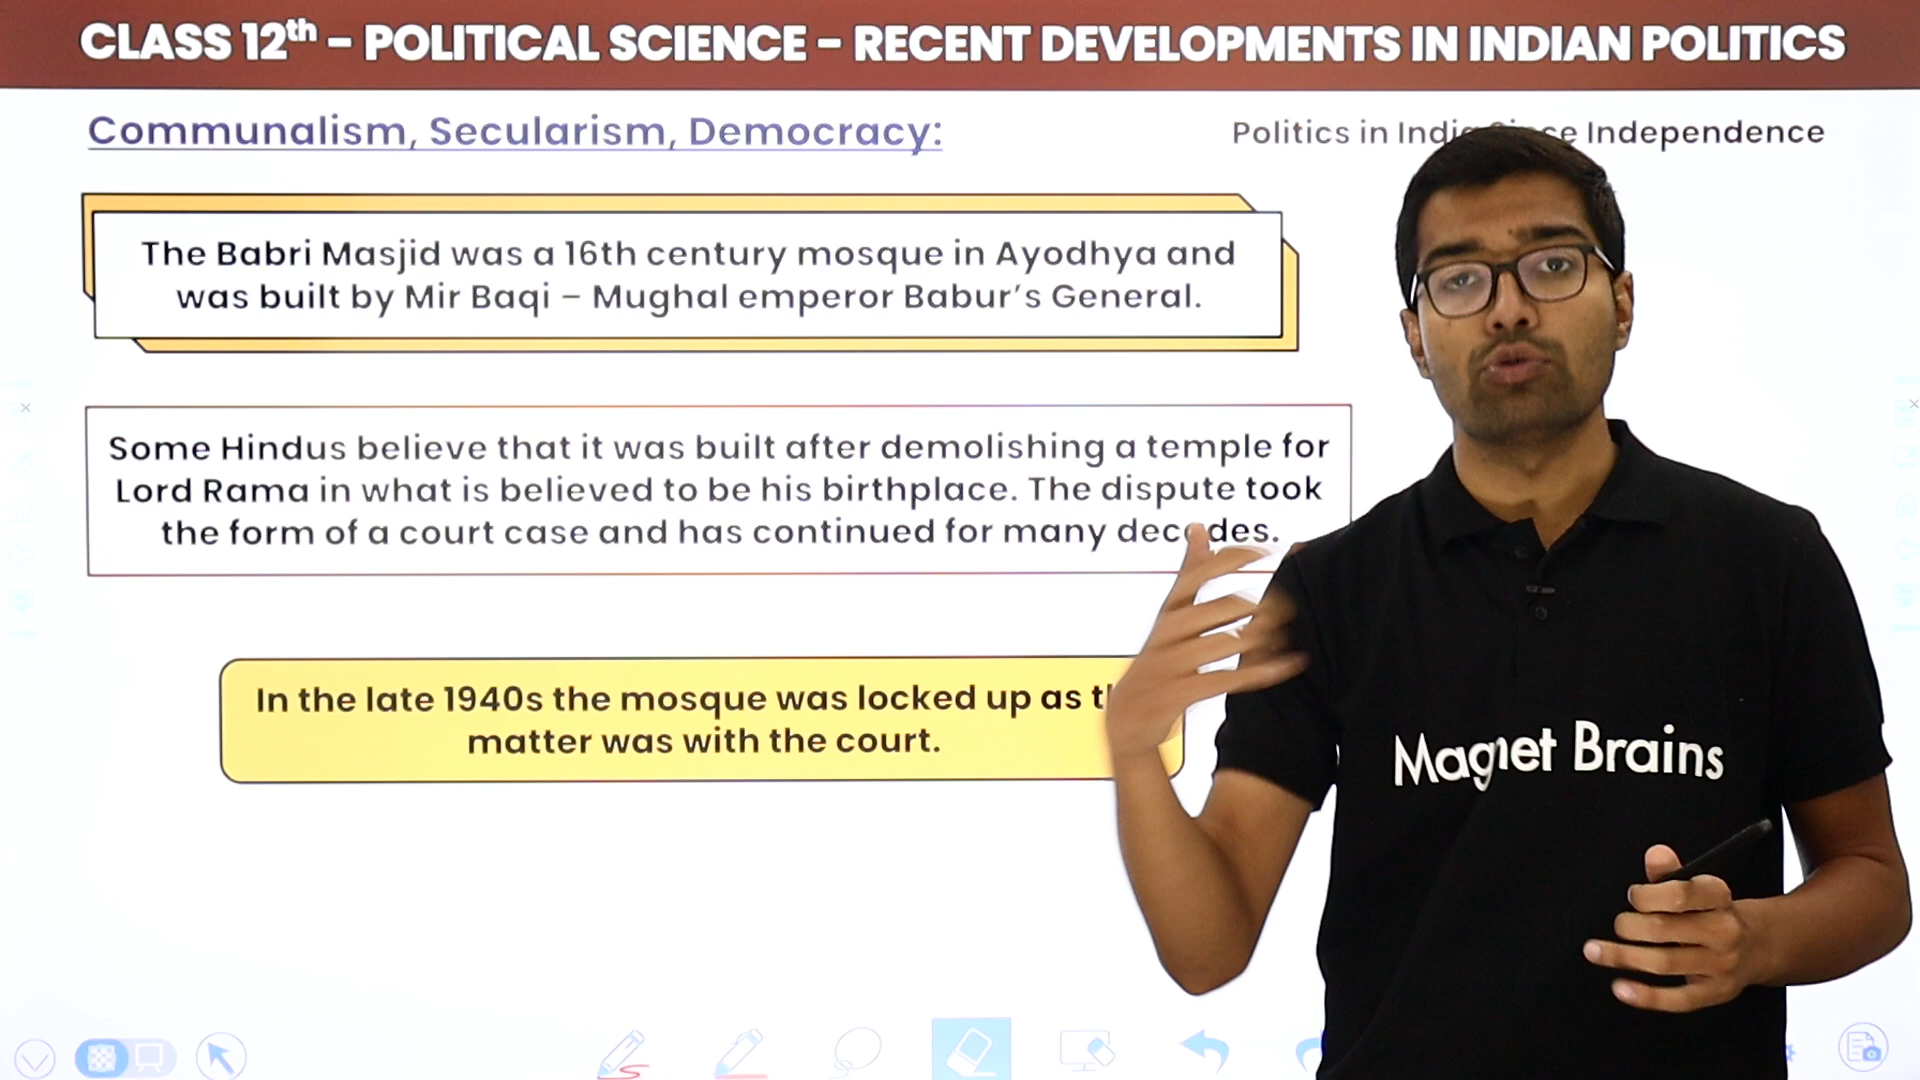 CLASS 12th – POLITICAL SCIENCE – RECENT DEVELOPMENTS IN INDIAN POLITICS
Communalism, Secularism, Democracy:
Politics in India Since Independence
The Babri Masjid was a 16th century mosque in Ayodhya and
was built by Mir Baqi – Mughal emperor Babur's General.
Some Hindus believe that it was built after demolishing a temple for
Lord Rama in what is believed to be his birthplace. The dispute took
the form of a court case and has continued for many decades.
In the late 1940s the mosque was locked up as
matter was with the court.
Magnet Brains